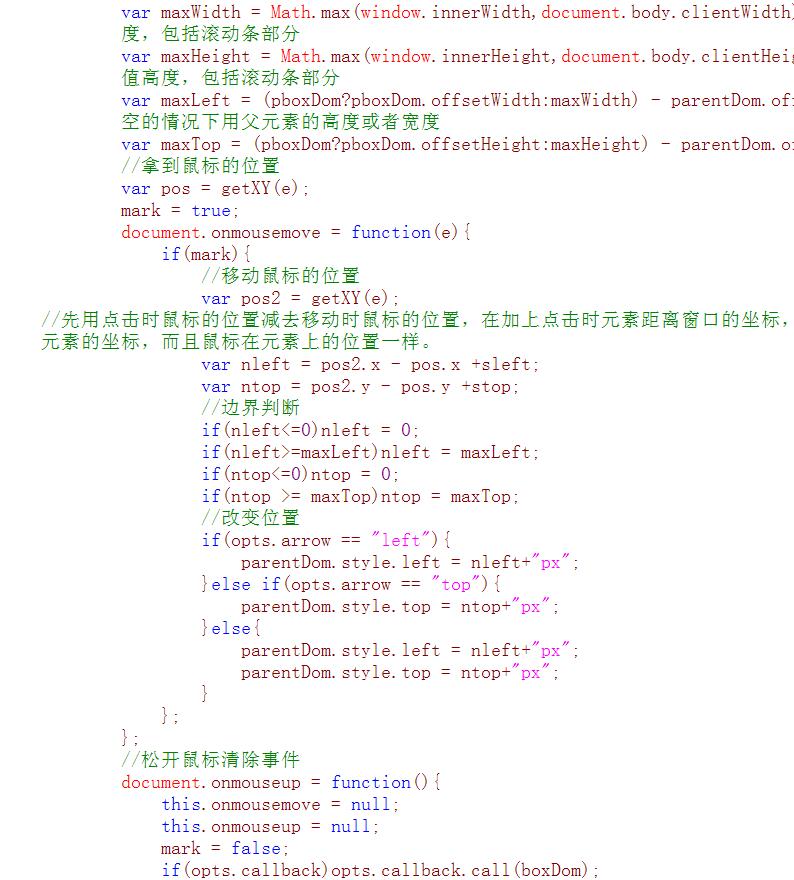 var maxWidth = Math.max(window.innerWidth,document.body.clientWidth)
度，包括滚动条部分
var maxHeight = Math.max(window.innerHeight,document.body.clientHei
值高度，包括滚动条部分
var maxLeft = (pboxDom?pboxDom.offsetWidth:maxWidth) - parentDom.of
空的情况下用父元素的高度或者宽度
var maxTop = (pboxDom?pboxDom.offsetHeight:maxHeight) - parentDom.o
//拿到鼠标的位置
var pos = getXY(e);
mark = true;
document.onmousemove = function(e){
if(mark){
//移动鼠标的位置
var pos2 = getXY(e);
//先用点击时鼠标的位置减去移动时鼠标的位置，在加上点击时元素距离窗口的坐标，
元素的坐标，而且鼠标在元素上的位置一样。
var nleft = pos2.x - pos.x +sleft;
var ntop = pos2.y - pos.y +stop;
//边界判断
if(nleft<=0)nleft = 0;
if(nleft>=maxLeft)nleft = maxLeft;
if(ntop<=0)ntop = 0;
if(ntop >= maxTop)ntop = maxTop;
//改变位置
if(opts.arrow == "left"){
parentDom.style.left = nleft+"px";
}else if(opts.arrow == "top"){
parentDom.style.top = ntop+"px";
}else{
parentDom.style.left = nleft+"px";
parentDom.style.top = ntop+"px";
}
};
};
//松开鼠标清除事件
document.onmouseup = function(){
this.onmousemove = null;
this.onmouseup = null;
mark = false;
if(opts.callback)opts.callback.call(boxDom);